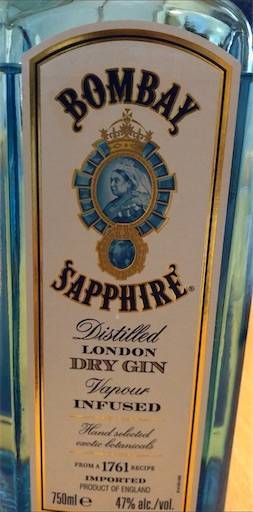 BOMBAY
SAPPHIRE®
Distilled
LONDON
DRY GIN
Vapour
INFUSED
Hand selected
exotic botanicals
FROM A 1761 RECIPE
IMPORTED
PRODUCT OF ENGLAND
750ml ℮ 47% alc./vol.